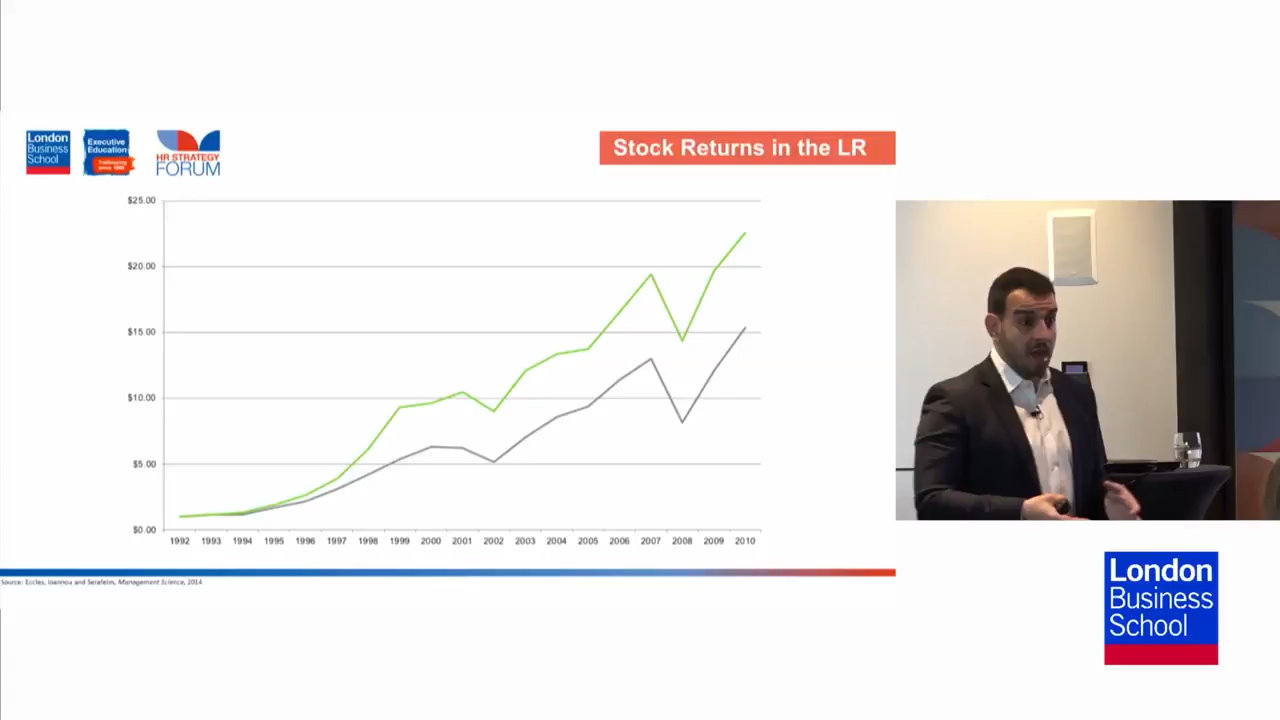 London
Business
School
Executive
Education
HR STRATEGY
FORUM
Stock Returns in the LR
$25.00
$20.00
$15.00
$10.00
$5.00
$0.00
1992 1993 1994 1995 1996 1997 1998 1999 2000 2001 2002 2003 2004 2005 2006 2007 2008 2009 2010
Source: Eccles, Ioannou and Serafeim, Management Science, 2014
London
Business
School